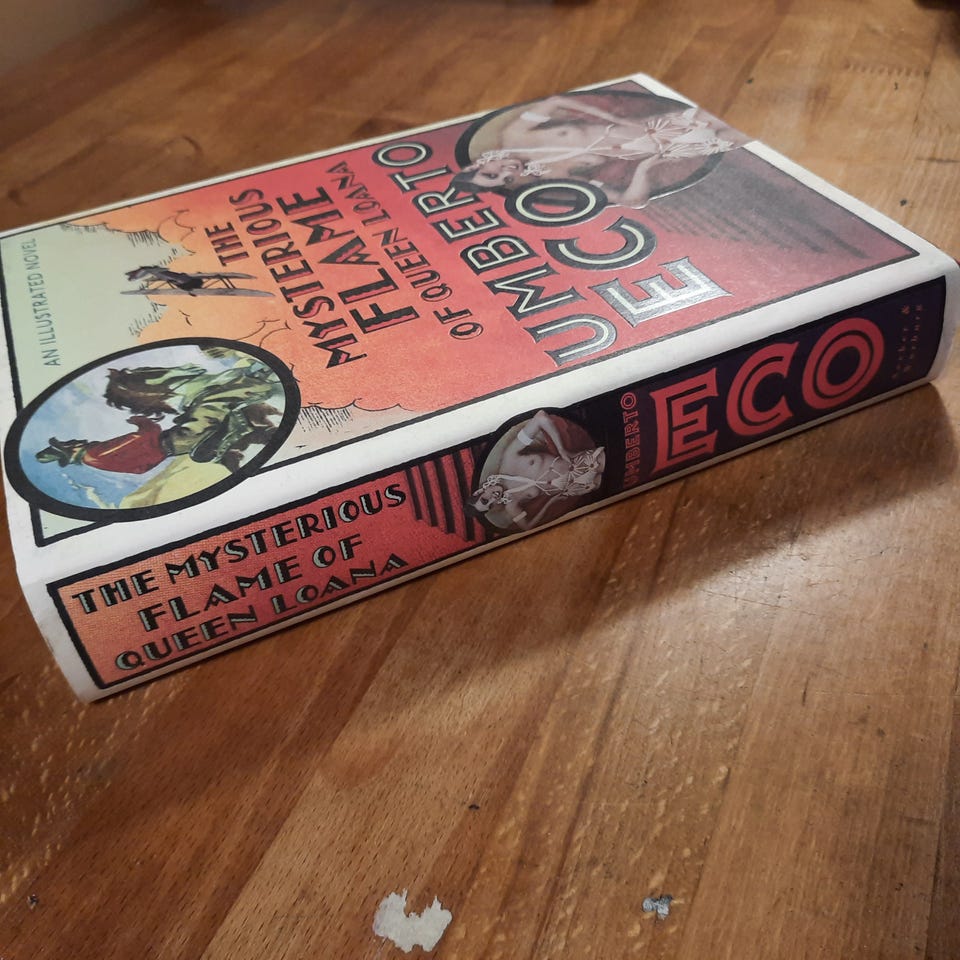 AN ILLUSTRATED NOVEL
THE
MYSTERIOUS
FLAME
OF QUEEN LOANA
UMBERTO
ECO
THE MYSTERIOUS
FLAME OF
QUEEN LOANA
UMBERTO
ECO